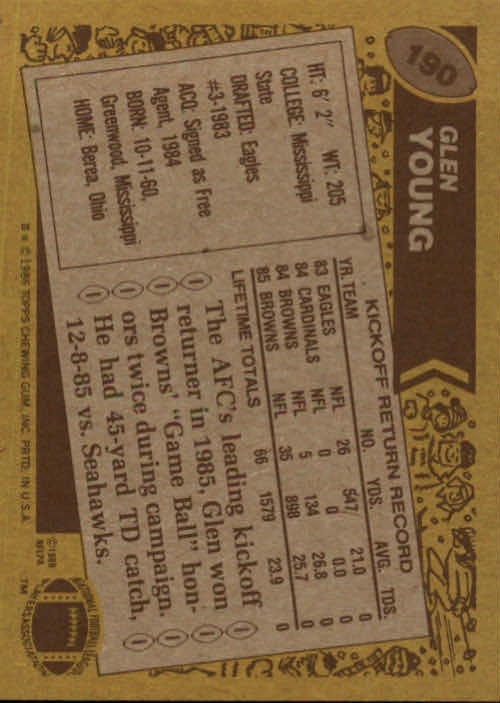 190
GLEN
YOUNG
HT: 6' 2" WT: 205
COLLEGE: Mississippi
State
DRAFTED: Eagles
#3-1983
ACQ: Signed as Free
Agent, 1984
BORN: 10-11-60,
Greenwood, Mississippi
HOME: Berea, Ohio
KICKOFF RETURN RECORD
YR. TEAM NO. YDS. AVG. TDS.
83 EAGLES NFL 26 547 21.0 0
84 CARDINALS NFL 0 0 0.0 0
84 BROWNS NFL 5 134 26.8 0
85 BROWNS NFL 35 898 25.7 0
LIFETIME TOTALS 66 1579 23.9 0
The AFC's leading kickoff
returner in 1985, Glen won
Browns' "Game Ball" hon-
ors twice during campaign.
He had 45-yard TD catch,
12-8-85 vs. Seahawks.
© 1986 TOPPS CHEWING GUM, INC. PRTD. IN U.S.A.
NFLPA
TM